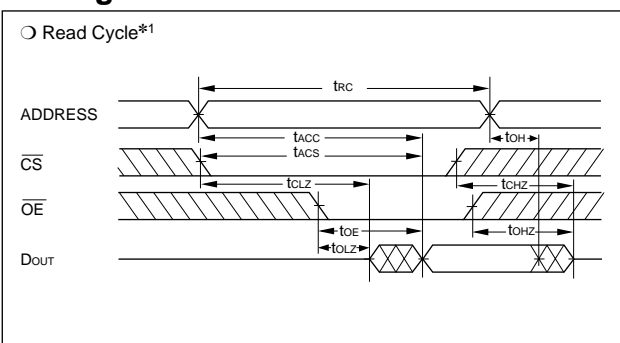 ❍ Read Cycle*1
tRC
ADDRESS
tACC
tOH
tACS
CS
tCLZ
tCHZ
OE
tOE
tOHZ
tOLZ
DOUT